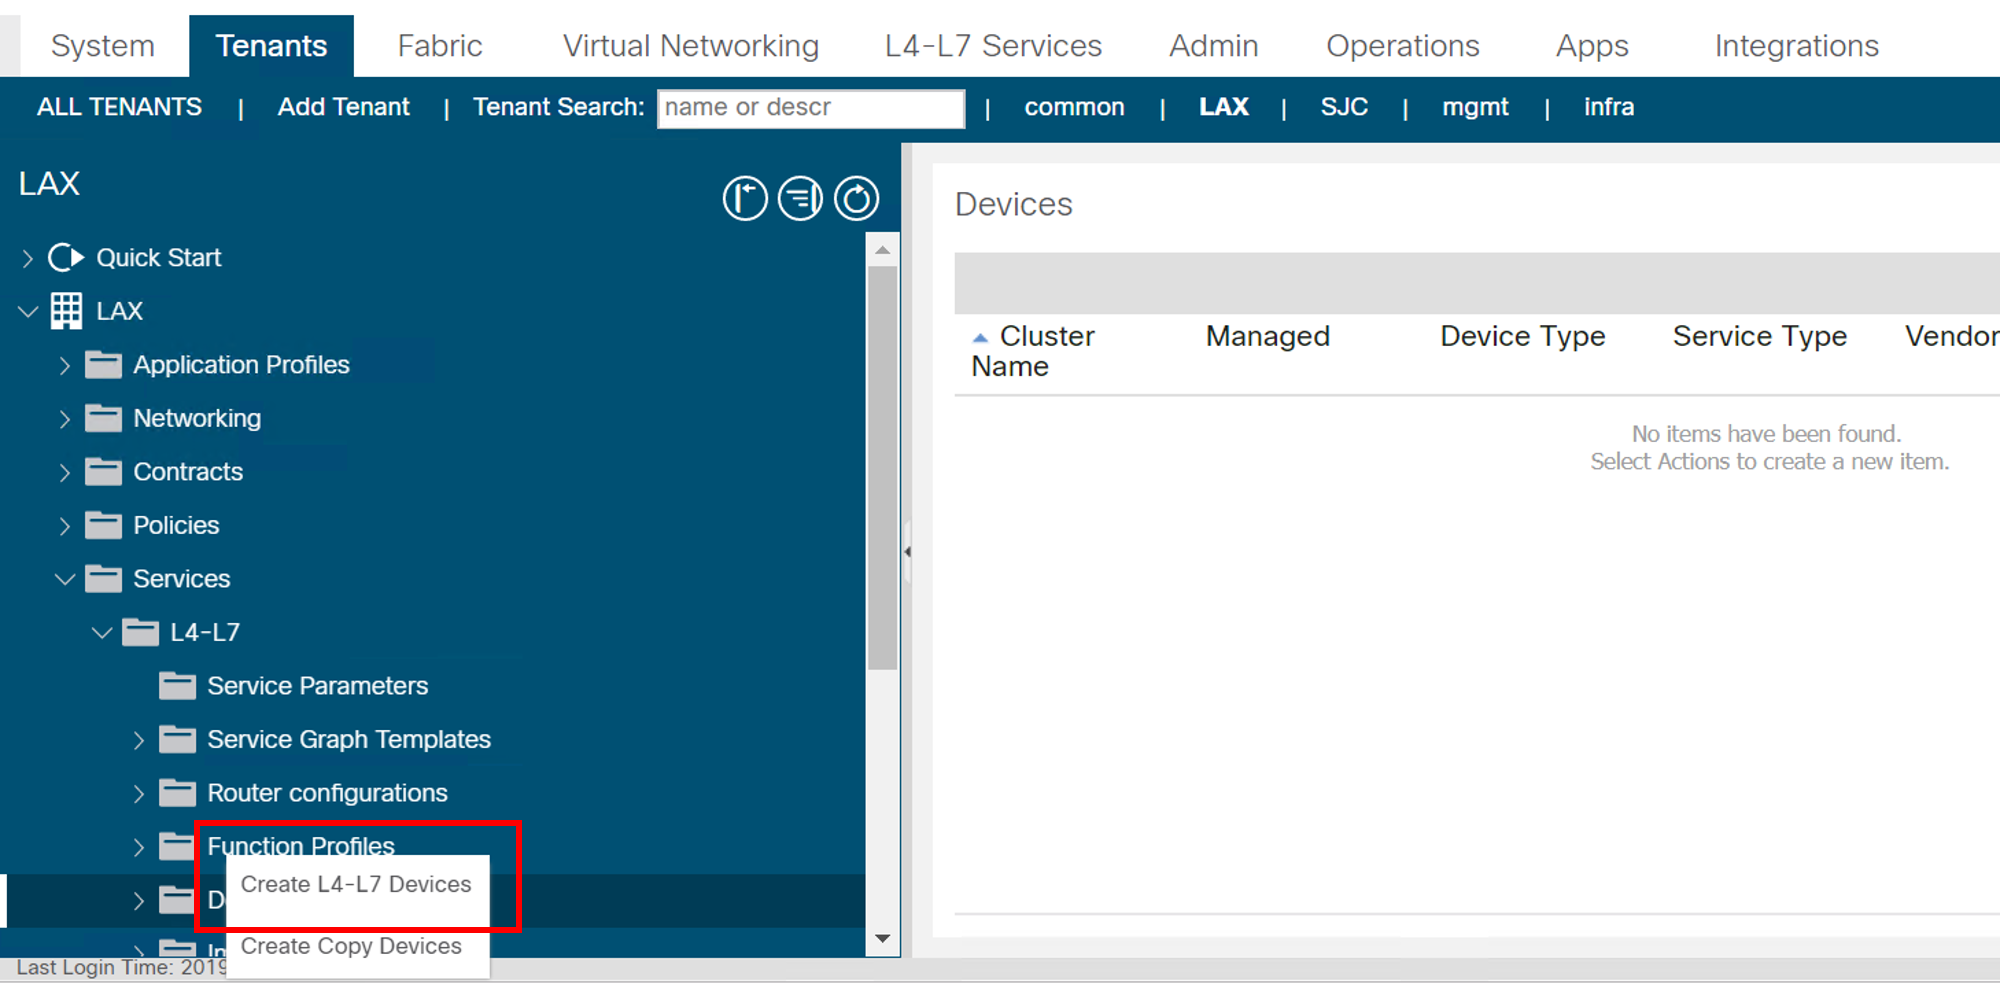 System Tenants Fabric Virtual Networking L4-L7 Services Admin Operations Apps Integrations
ALL TENANTS | Add Tenant | Tenant Search: name or descr | common | LAX | SJC | mgmt | infra
LAX
Quick Start
LAX
Application Profiles
Networking
Contracts
Policies
Services
L4-L7
Service Parameters
Service Graph Templates
Router configurations
Function Profiles
Create L4-L7 Devices
Create Copy Devices
Last Login Time: 2019
Devices
Cluster Name Managed Device Type Service Type Vendor
No items have been found.
Select Actions to create a new item.